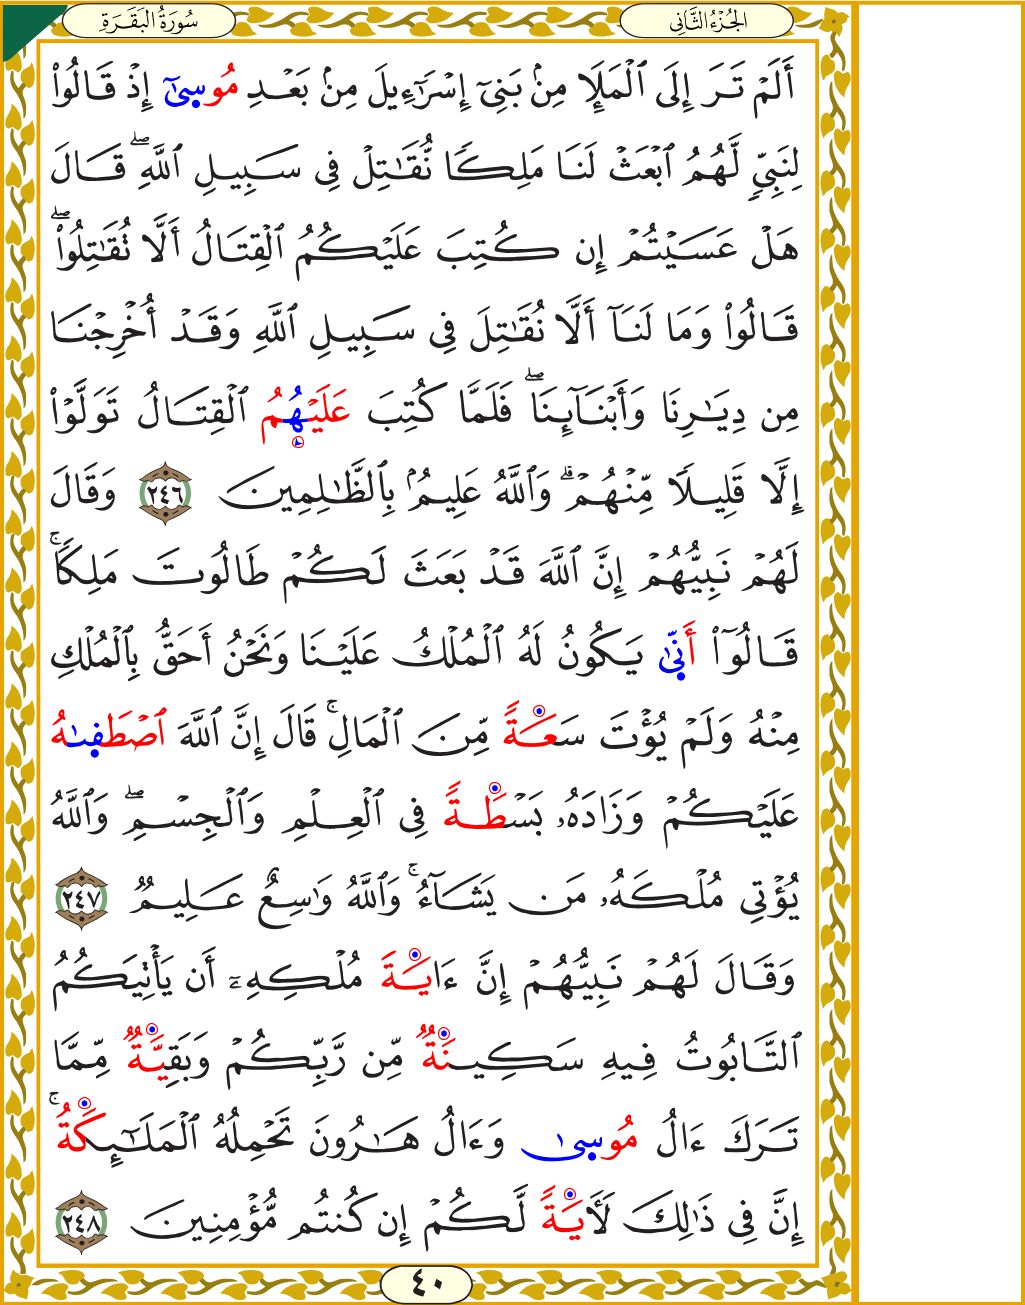 الجُزْءُ الثَّانِي
سُورَةُ البَقَرَةِ
أَلَمْ تَرَ إِلَى ٱلْمَلَإِ مِنۢ بَنِىٓ إِسْرَٰٓءِيلَ مِنۢ بَعْدِ مُوسِىٰٓ إِذْ قَالُوا۟
لِنَبِىٍّ لَّهُمُ ٱبْعَثْ لَنَا مَلِكًا نُّقَٰتِلْ فِى سَبِيلِ ٱللَّهِ ۖ قَالَ
هَلْ عَسَيْتُمْ إِن كُتِبَ عَلَيْكُمُ ٱلْقِتَالُ أَلَّا تُقَٰتِلُوا۟ ۖ
قَالُوا۟ وَمَا لَنَآ أَلَّا نُقَٰتِلَ فِى سَبِيلِ ٱللَّهِ وَقَدْ أُخْرِجْنَا
مِن دِيَٰرِنَا وَأَبْنَآئِنَا ۖ فَلَمَّا كُتِبَ عَلَيْهُمُ ٱلْقِتَالُ تَوَلَّوْا۟
إِلَّا قَلِيلًا مِّنْهُمْ ۗ وَٱللَّهُ عَلِيمٌۢ بِٱلظَّٰلِمِينَ ٢٤٦ وَقَالَ
لَهُمْ نَبِيُّهُمْ إِنَّ ٱللَّهَ قَدْ بَعَثَ لَكُمْ طَالُوتَ مَلِكًا ۚ
قَالُوٓا۟ أَنِّىٰ يَكُونُ لَهُ ٱلْمُلْكُ عَلَيْنَا وَنَحْنُ أَحَقُّ بِٱلْمُلْكِ
مِنْهُ وَلَمْ يُؤْتَ سَعَةً مِّنَ ٱلْمَالِ ۚ قَالَ إِنَّ ٱللَّهَ ٱصْطَفِىٰهُ
عَلَيْكُمْ وَزَادَهُۥ بَسْطَةً فِى ٱلْعِلْمِ وَٱلْجِسْمِ ۖ وَٱللَّهُ
يُؤْتِى مُلْكَهُۥ مَن يَشَآءُ ۚ وَٱللَّهُ وَٰسِعٌ عَلِيمٌ ٢٤٧
وَقَالَ لَهُمْ نَبِيُّهُمْ إِنَّ ءَايَةَ مُلْكِهِۦٓ أَن يَأْتِيَكُمُ
ٱلتَّابُوتُ فِيهِ سَكِينَةٌ مِّن رَّبِّكُمْ وَبَقِيَّةٌ مِّمَّا
تَرَكَ ءَالُ مُوسِىٰ وَءَالُ هَٰرُونَ تَحْمِلُهُ ٱلْمَلَٰٓئِكَةُ ۚ
إِنَّ فِى ذَٰلِكَ لَءَايَةً لَّكُمْ إِن كُنتُم مُّؤْمِنِينَ ٢٤٨
٤٠